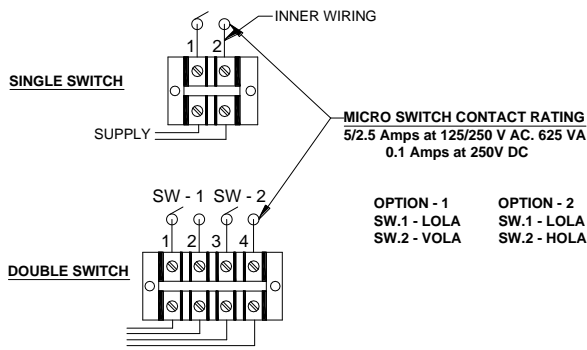 INNER WIRING
1 2
SINGLE SWITCH
SUPPLY
MICRO SWITCH CONTACT RATING
5/2.5 Amps at 125/250 V AC. 625 VA
0.1 Amps at 250V DC
SW - 1 SW - 2
1 2 3 4
DOUBLE SWITCH
OPTION - 1 OPTION - 2
SW.1 - LOLA SW.1 - LOLA
SW.2 - VOLA SW.2 - HOLA